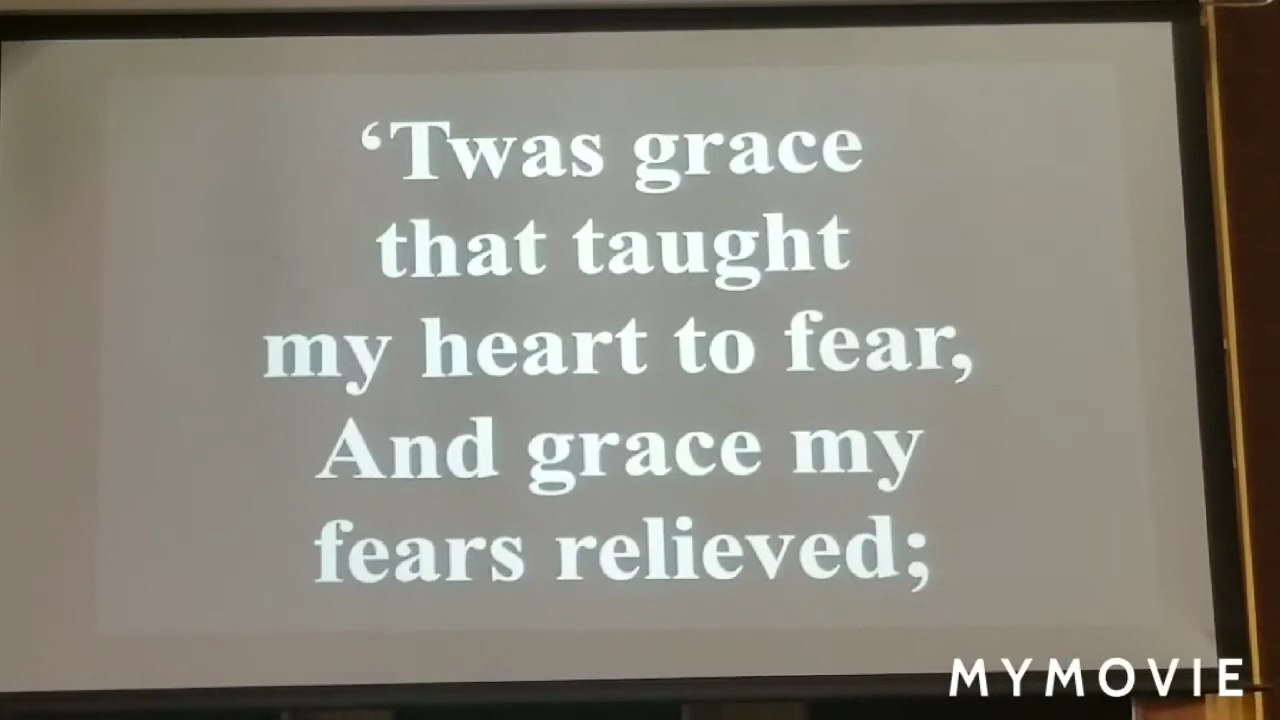 ‘Twas grace
that taught
my heart to fear,
And grace my
fears relieved;
MYMOVIE